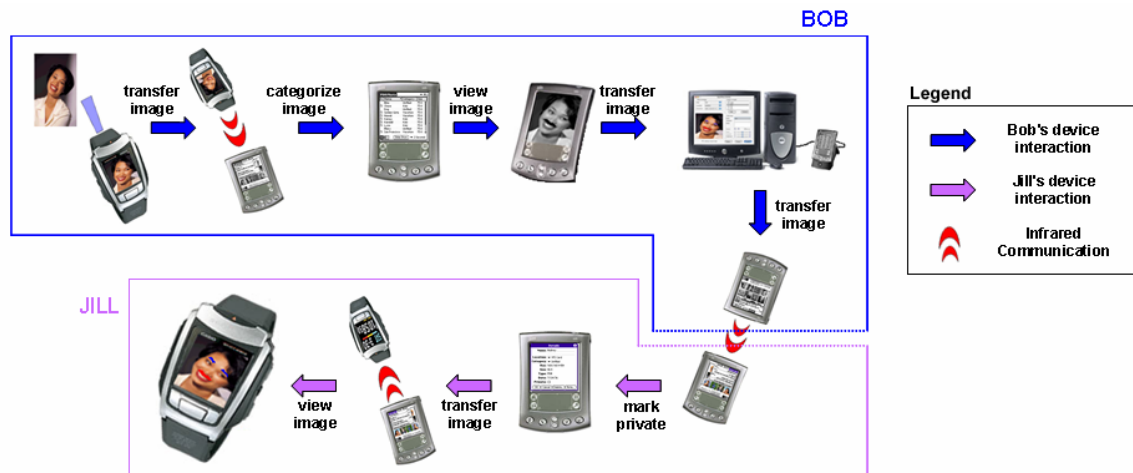 BOB
transfer
image
categorize
image
view
image
transfer
image
transfer
image
Legend
Bob's device
interaction
Jill's device
interaction
Infrared
Communication
JILL
view
image
transfer
image
mark
private